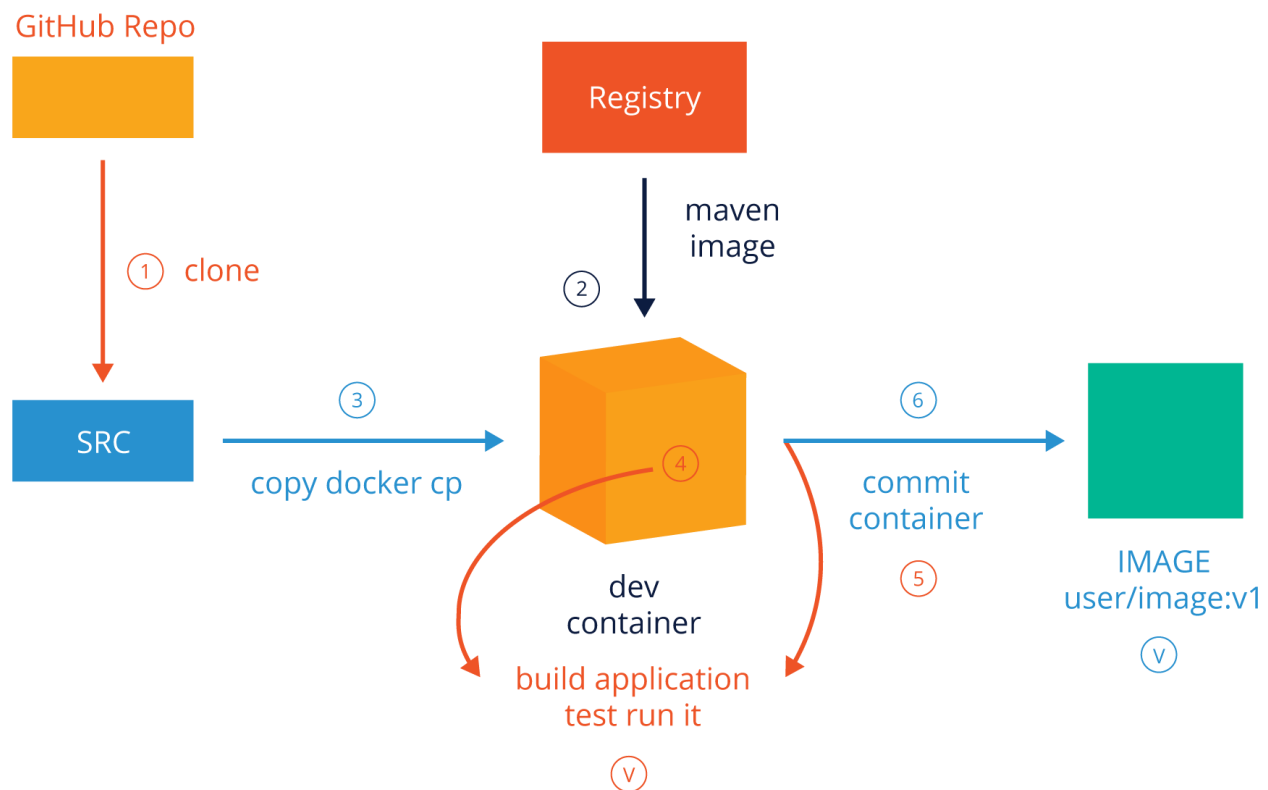 GitHub Repo
Registry
maven
image
1
clone
2
SRC
3
copy docker cp
4
dev
container
build application
test run it
V
6
commit
container
5
IMAGE
user/image:v1
V